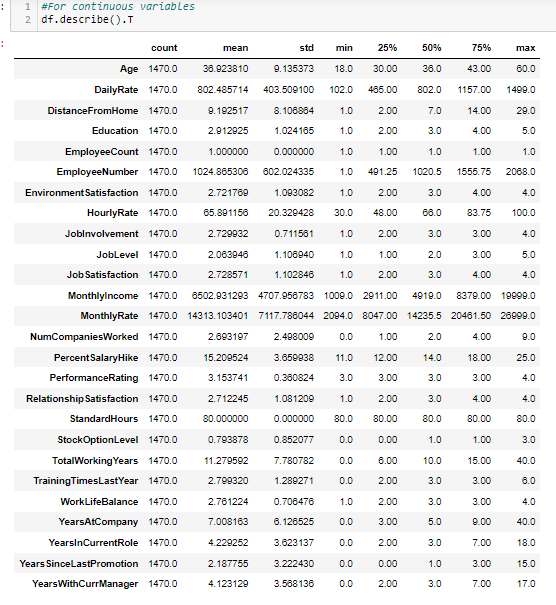 1 #For continuous variables
2 df.describe().T
count mean std min 25% 50% 75% max
Age 1470.0 36.923810 9.135373 18.0 30.00 36.0 43.00 60.0
DailyRate 1470.0 802.485714 403.509100 102.0 465.00 802.0 1157.00 1499.0
DistanceFromHome 1470.0 9.192517 8.106864 1.0 2.00 7.0 14.00 29.0
Education 1470.0 2.912925 1.024165 1.0 2.00 3.0 4.00 5.0
EmployeeCount 1470.0 1.000000 0.000000 1.0 1.00 1.0 1.00 1.0
EmployeeNumber 1470.0 1024.865306 602.024335 1.0 491.25 1020.5 1555.75 2068.0
EnvironmentSatisfaction 1470.0 2.721769 1.093082 1.0 2.00 3.0 4.00 4.0
HourlyRate 1470.0 65.891156 20.329428 30.0 48.00 66.0 83.75 100.0
JobInvolvement 1470.0 2.729932 0.711561 1.0 2.00 3.0 3.00 4.0
JobLevel 1470.0 2.063946 1.106940 1.0 1.00 2.0 3.00 5.0
JobSatisfaction 1470.0 2.728571 1.102846 1.0 2.00 3.0 4.00 4.0
MonthlyIncome 1470.0 6502.931293 4707.956783 1009.0 2911.00 4919.0 8379.00 19999.0
MonthlyRate 1470.0 14313.103401 7117.786044 2094.0 8047.00 14235.5 20461.50 26999.0
NumCompaniesWorked 1470.0 2.693197 2.498009 0.0 1.00 2.0 4.00 9.0
PercentSalaryHike 1470.0 15.209524 3.659938 11.0 12.00 14.0 18.00 25.0
PerformanceRating 1470.0 3.153741 0.360824 3.0 3.00 3.0 3.00 4.0
RelationshipSatisfaction 1470.0 2.712245 1.081209 1.0 2.00 3.0 4.00 4.0
StandardHours 1470.0 80.000000 0.000000 80.0 80.00 80.0 80.00 80.0
StockOptionLevel 1470.0 0.793878 0.852077 0.0 0.00 1.0 1.00 3.0
TotalWorkingYears 1470.0 11.279592 7.780782 0.0 6.00 10.0 15.00 40.0
TrainingTimesLastYear 1470.0 2.799320 1.289271 0.0 2.00 3.0 3.00 6.0
WorkLifeBalance 1470.0 2.761224 0.706476 1.0 2.00 3.0 3.00 4.0
YearsAtCompany 1470.0 7.008163 6.126525 0.0 3.00 5.0 9.00 40.0
YearsInCurrentRole 1470.0 4.229252 3.623137 0.0 2.00 3.0 7.00 18.0
YearsSinceLastPromotion 1470.0 2.187755 3.222430 0.0 0.00 1.0 3.00 15.0
YearsWithCurrManager 1470.0 4.123129 3.568136 0.0 2.00 3.0 7.00 17.0